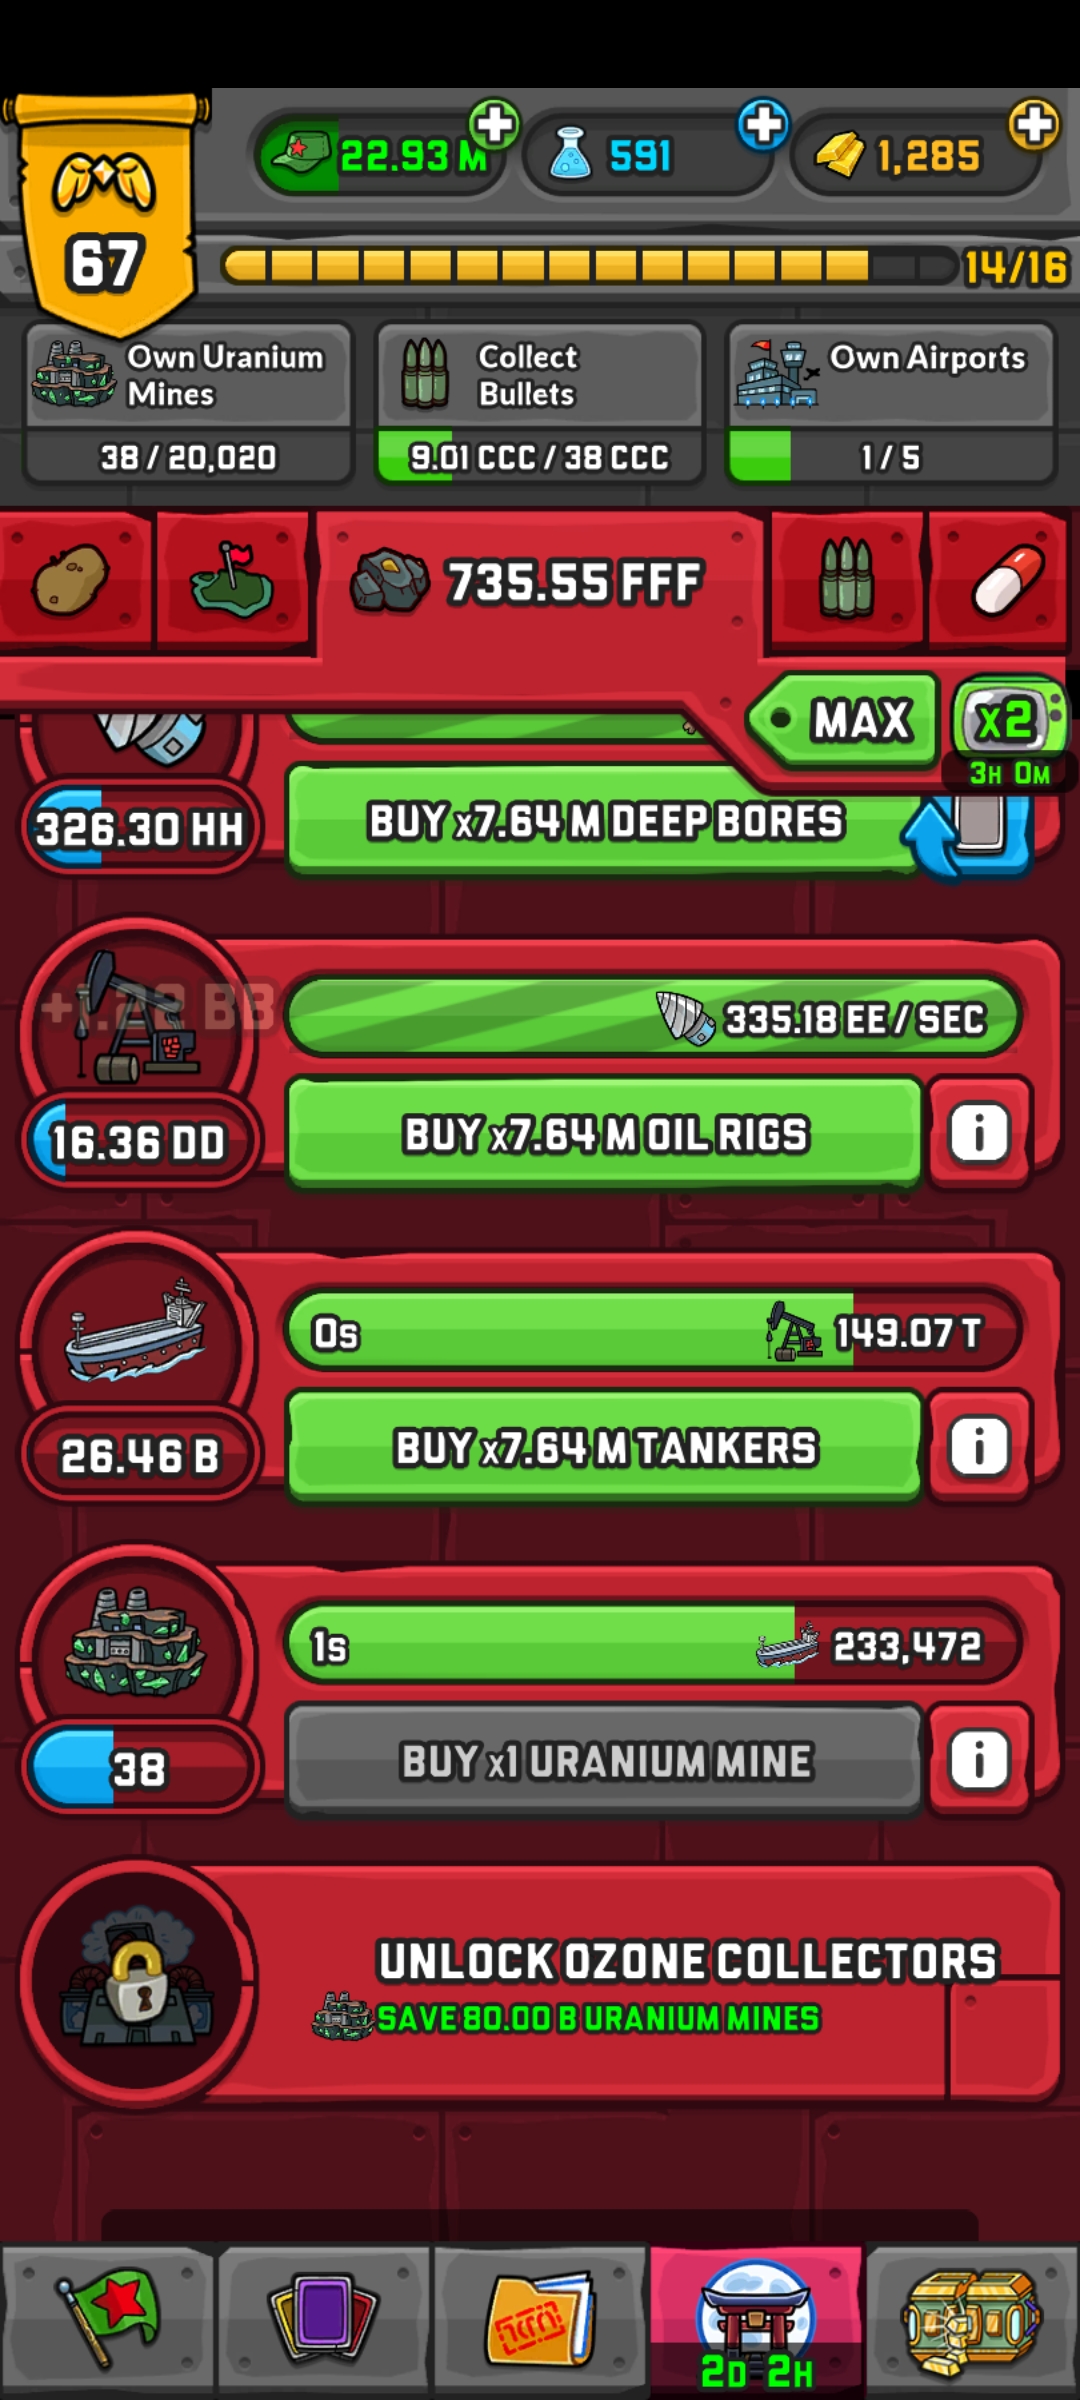 22.93 M
591
1,285
67
14/16
Own Uranium
Mines
38 / 20,020
Collect
Bullets
9.01 CCC / 38 CCC
Own Airports
1 / 5
735.55 FFF
MAX
x2
3H 0M
326.30 HH
BUY x7.64 M DEEP BORES
+1.22 BB
335.18 EE / SEC
16.36 DD
BUY x7.64 M OIL RIGS
i
0s
149.07 T
26.46 B
BUY x7.64 M TANKERS
i
1s
233,472
38
BUY x1 URANIUM MINE
i
UNLOCK OZONE COLLECTORS
SAVE 80.00 B URANIUM MINES
2D 2H